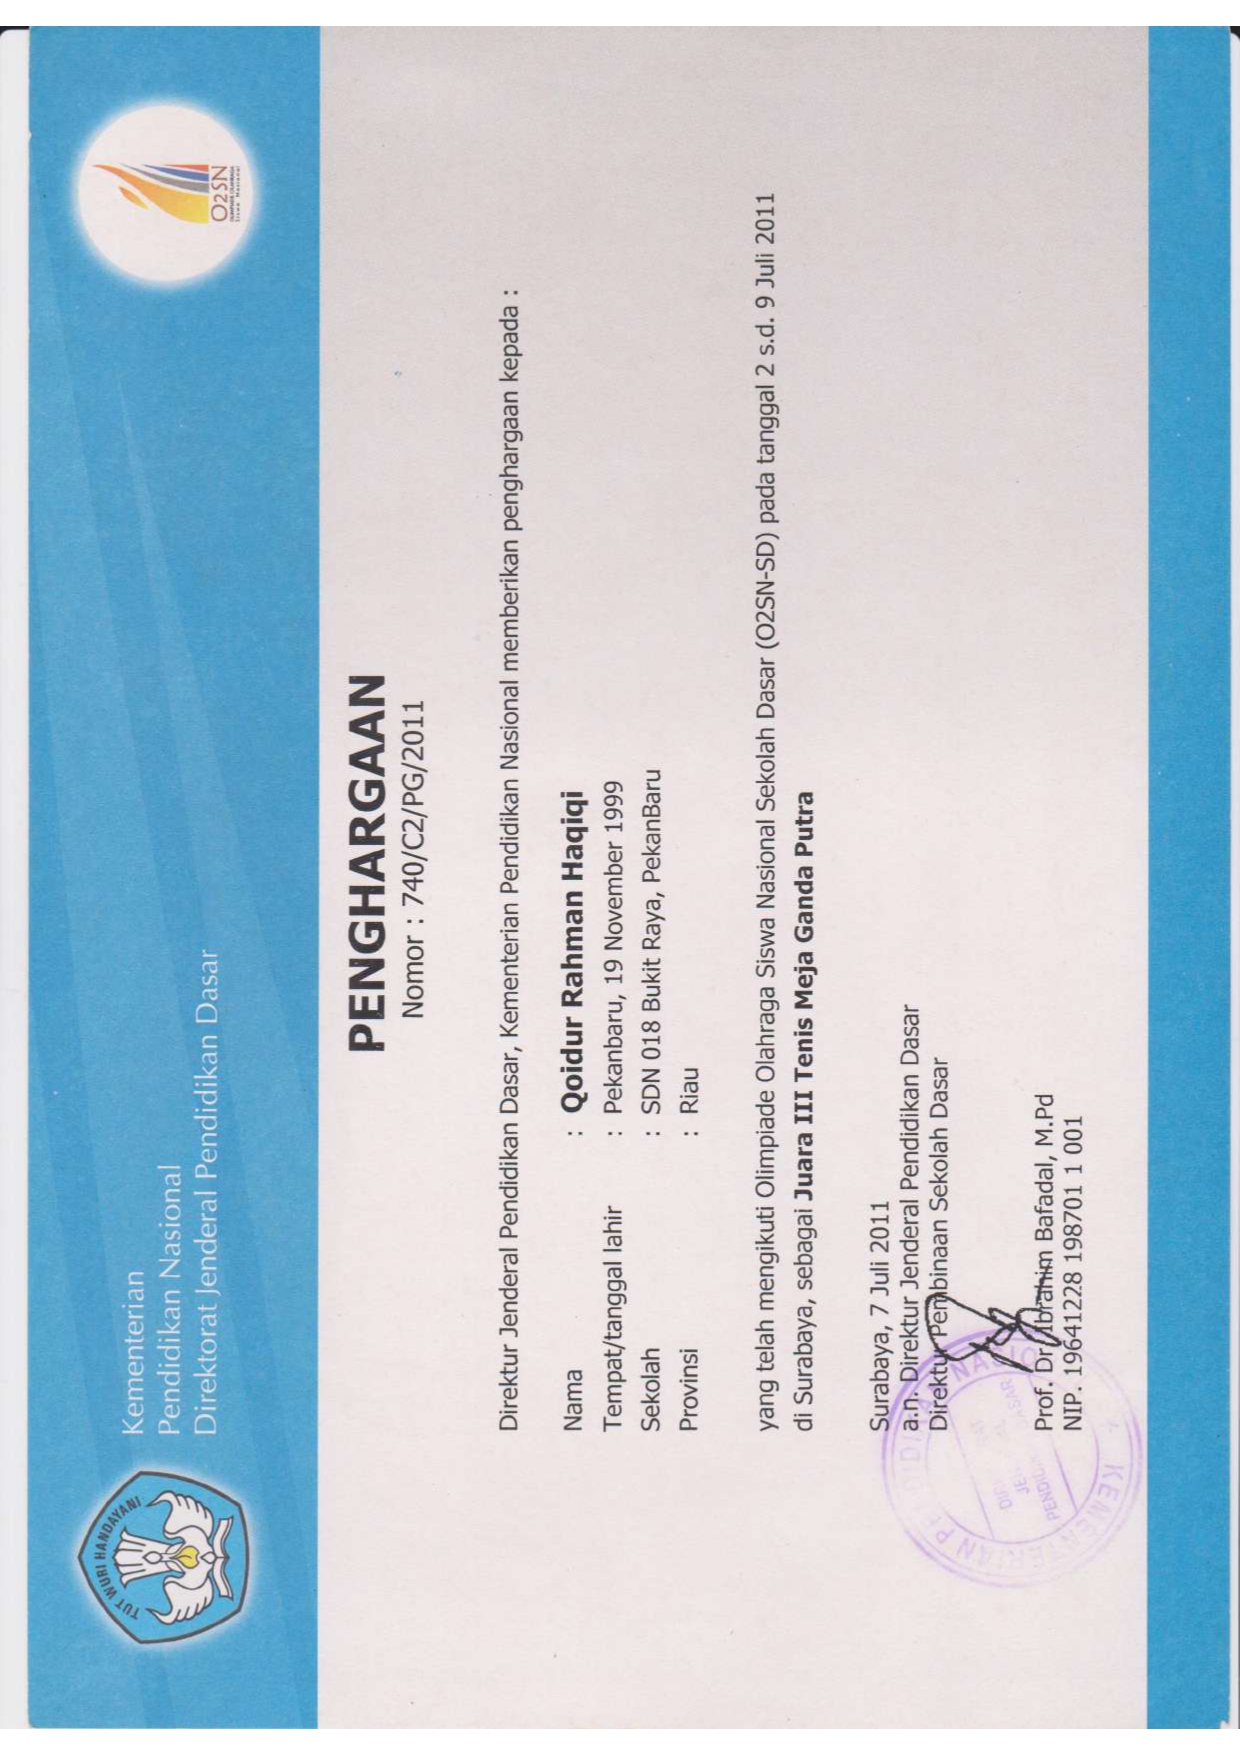 TUT WURI HANDAYANI
Kementerian
Pendidikan Nasional
Direktorat Jenderal Pendidikan Dasar
O2SN
OLIMPIADE OLAHRAGA
Siswa Nasional
PENGHARGAAN
Nomor : 740/C2/PG/2011
Direktur Jenderal Pendidikan Dasar, Kementerian Pendidikan Nasional memberikan penghargaan kepada :
Nama : Qoidur Rahman Haqiqi
Tempat/tanggal lahir : Pekanbaru, 19 November 1999
Sekolah : SDN 018 Bukit Raya, PekanBaru
Provinsi : Riau
yang telah mengikuti Olimpiade Olahraga Siswa Nasional Sekolah Dasar (O2SN-SD) pada tanggal 2 s.d. 9 Juli 2011
di Surabaya, sebagai Juara III Tenis Meja Ganda Putra
Surabaya, 7 Juli 2011
a.n. Direktur Jenderal Pendidikan Dasar
Direktur Pembinaan Sekolah Dasar
Prof. Dr. Ibrahim Bafadal, M.Pd
NIP. 19641228 198701 1 001
KEMENTERIAN